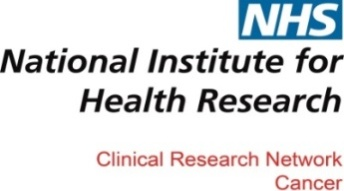 NHS
National Institute for
Health Research
Clinical Research Network
Cancer